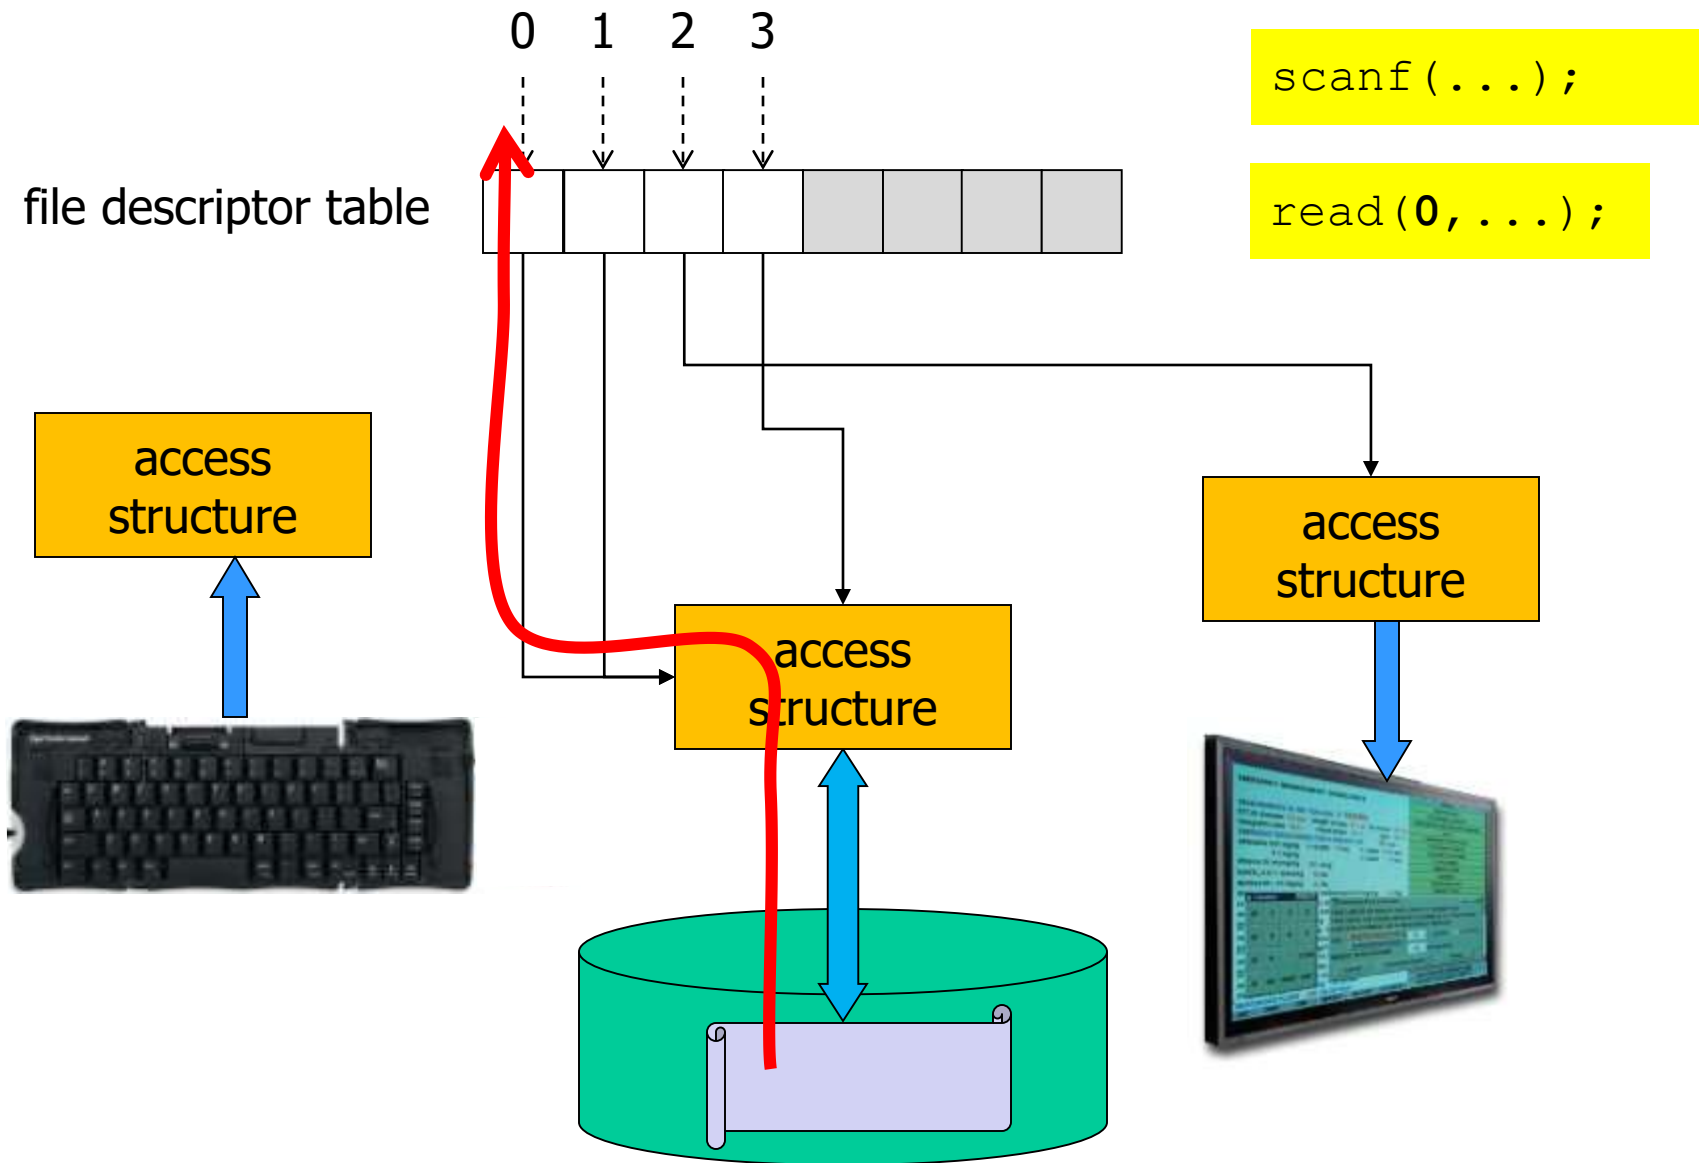 0 1 2 3
scanf(...);
file descriptor table
read(0,...);
access
structure
access
structure
access
structure